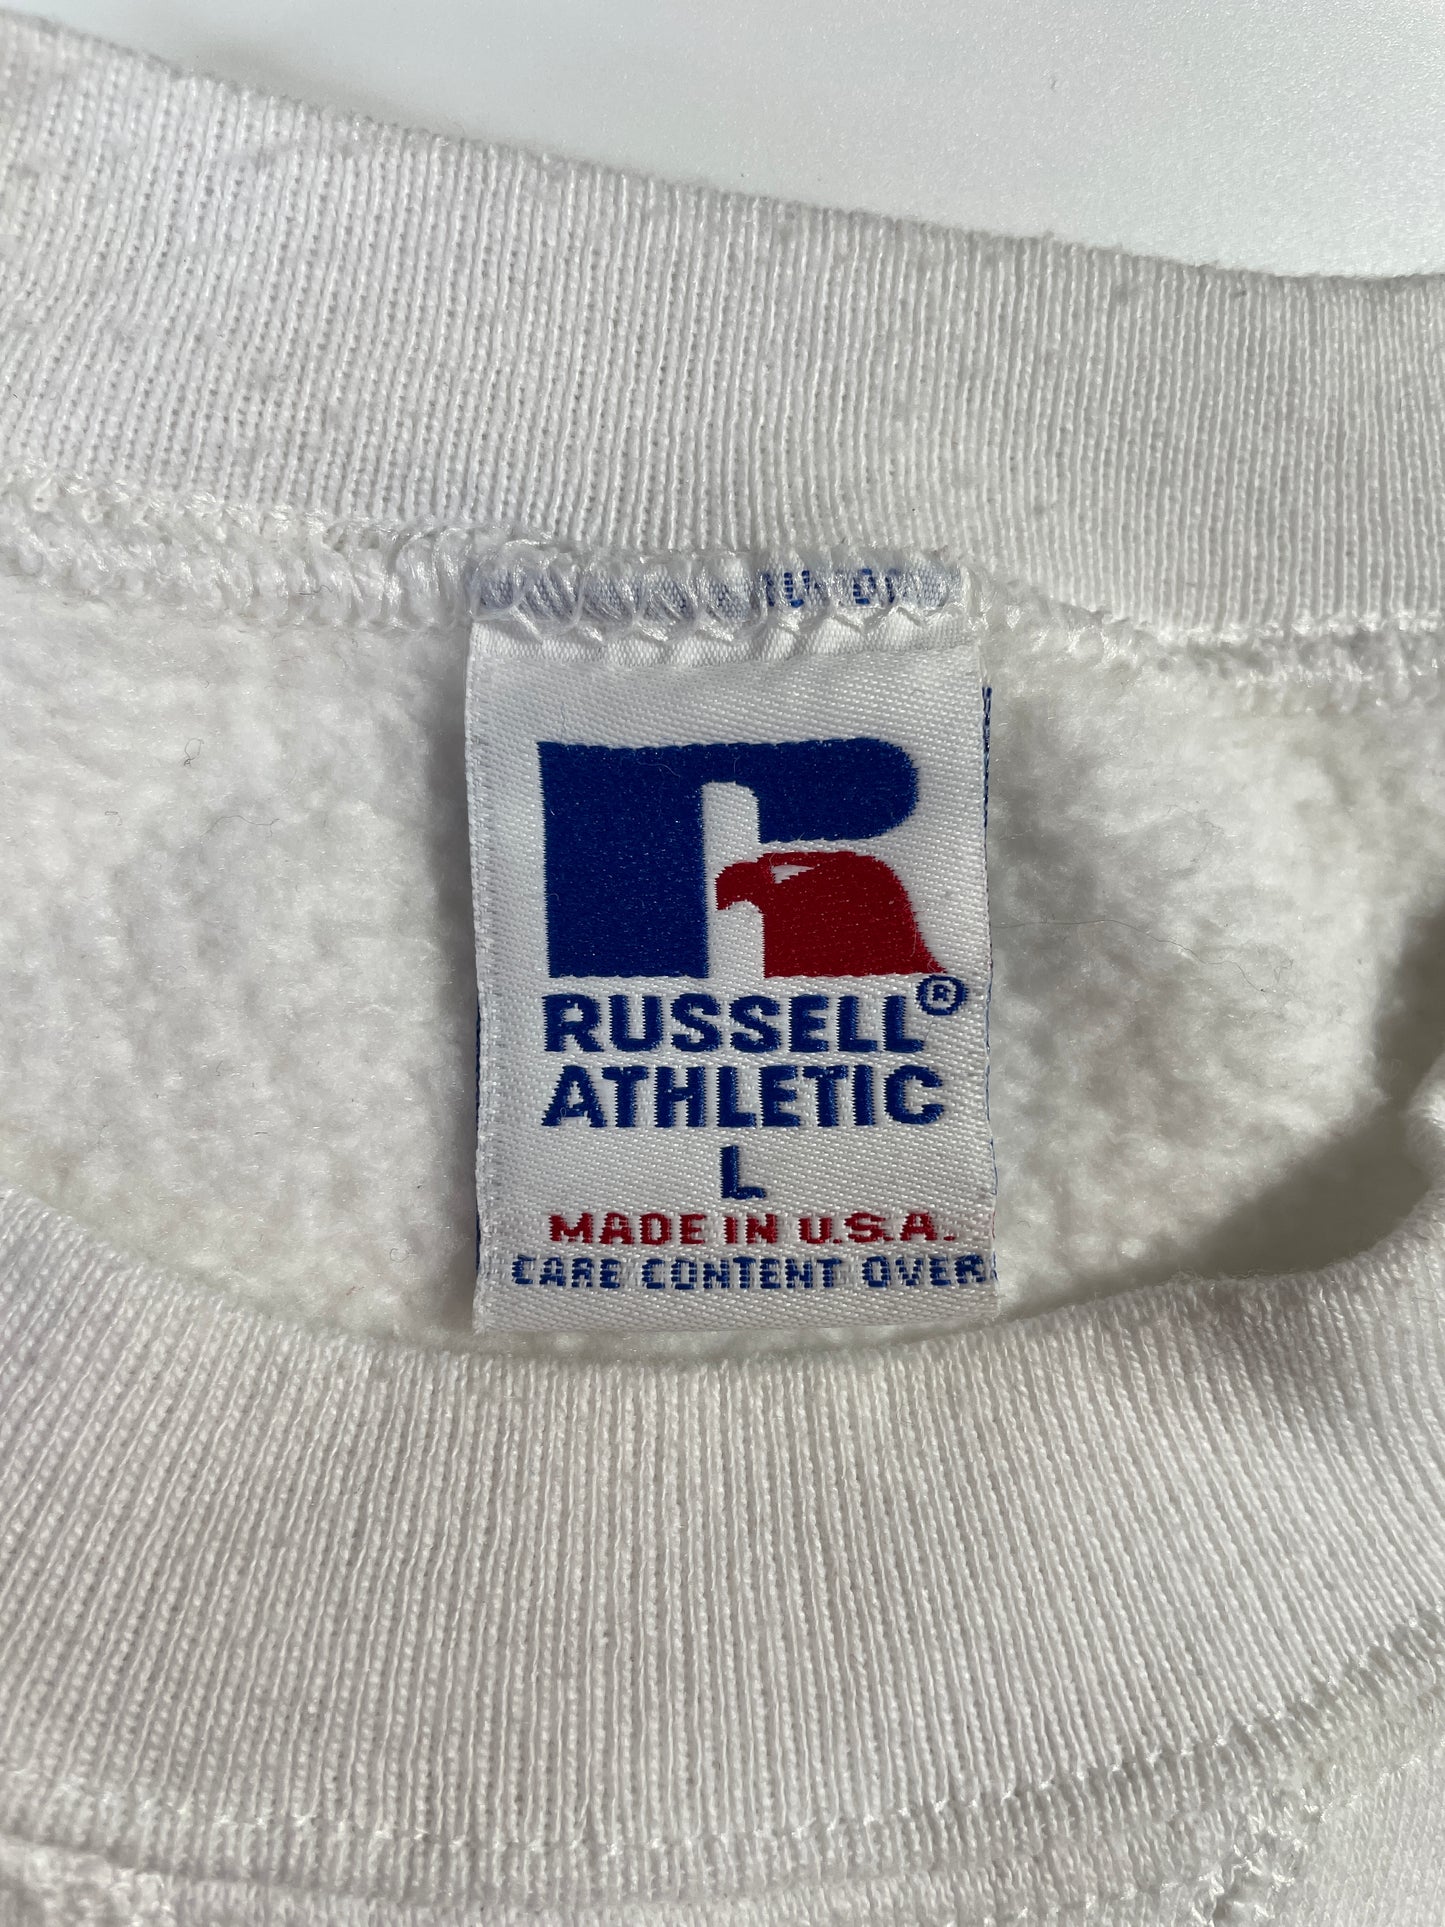 RUSSELL®
ATHLETIC
L
MADE IN U.S.A.
CARE CONTENT OVER